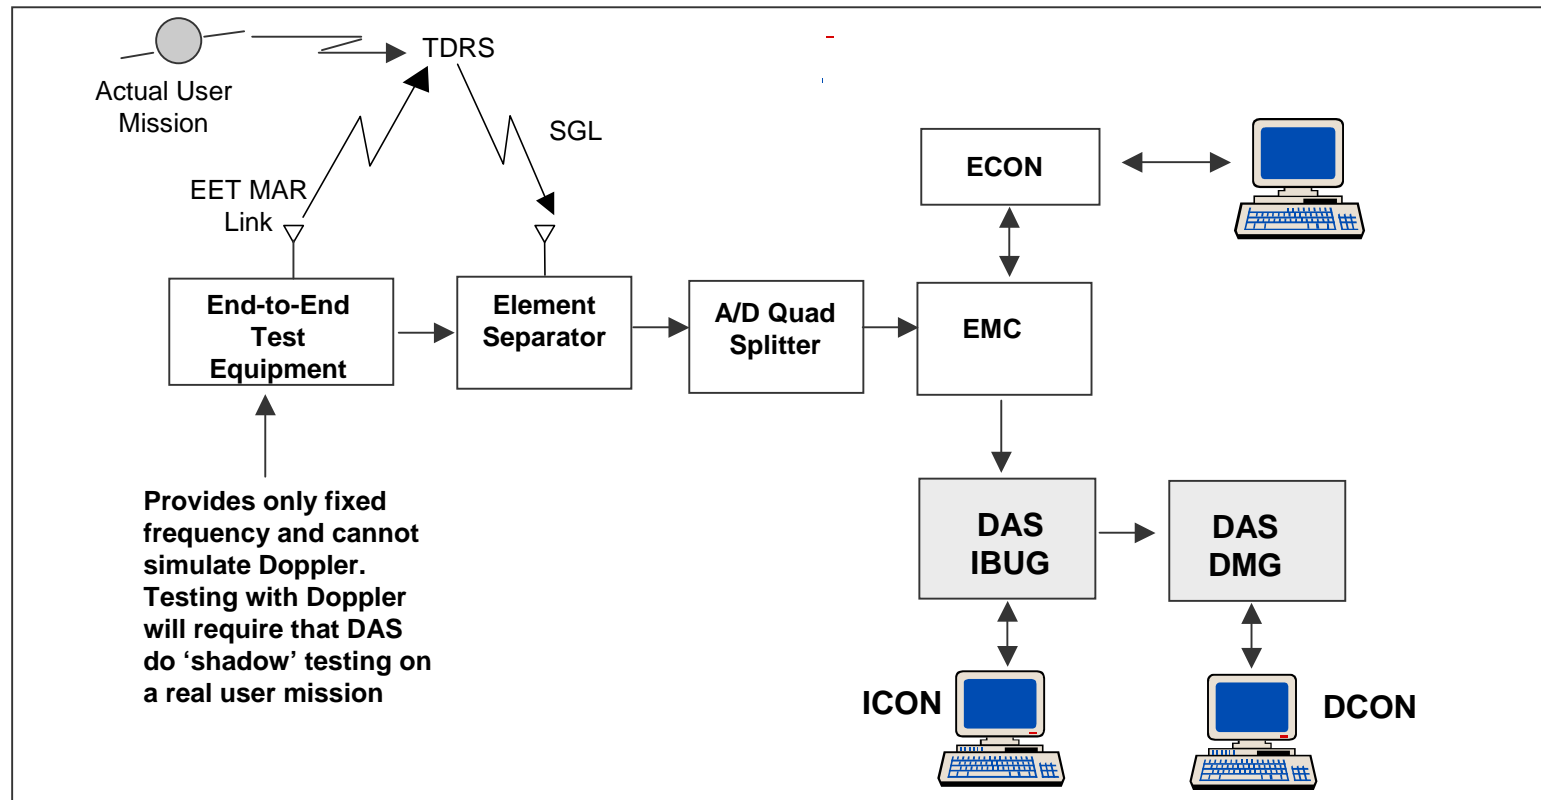 TDRS
Actual User
Mission
SGL
EET MAR
Link
ECON
End-to-End
Test
Equipment
Element
Separator
A/D Quad
Splitter
EMC
Provides only fixed
frequency and cannot
simulate Doppler.
Testing with Doppler
will require that DAS
do ‘shadow’ testing on
a real user mission
DAS
IBUG
DAS
DMG
ICON
DCON